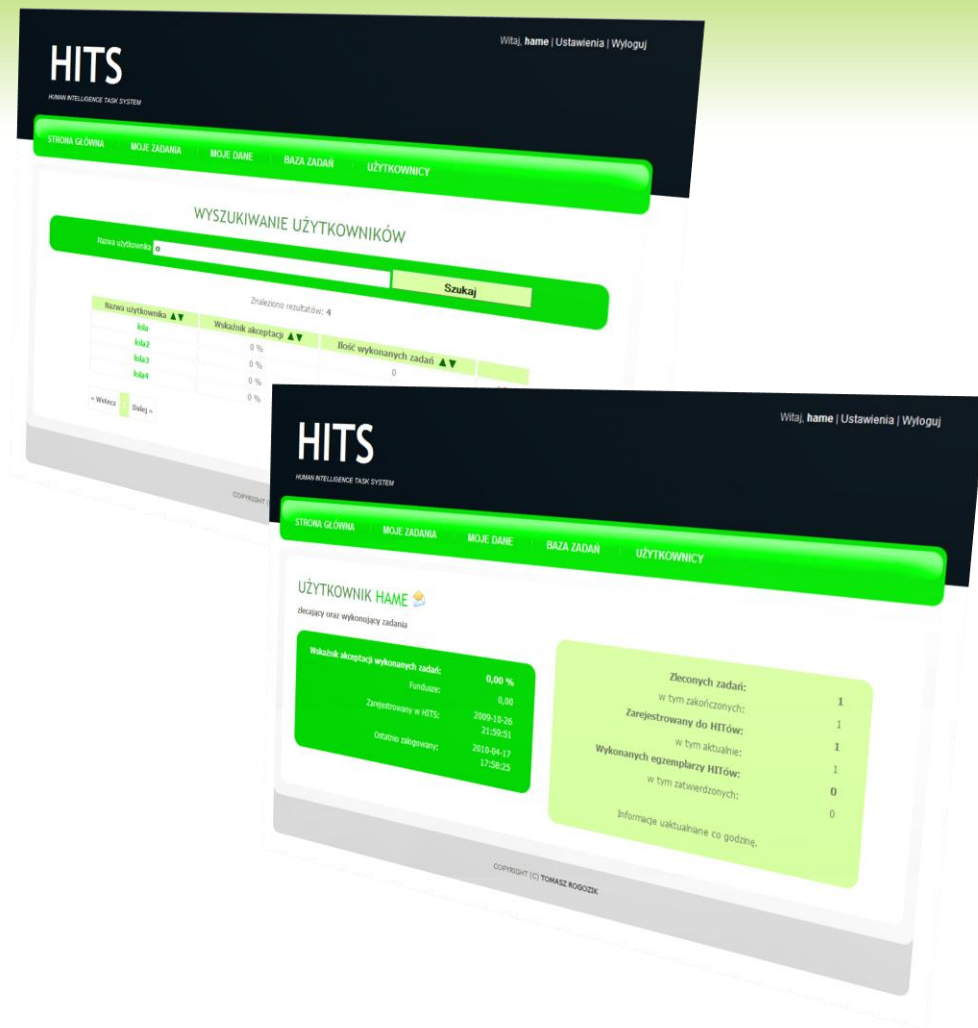 Witaj, hame | Ustawienia | Wyloguj
HITS
HUMAN INTELLIGENCE TASK SYSTEM
STRONA GŁÓWNA MOJE ZADANIA MOJE DANE BAZA ZADAŃ UŻYTKOWNICY
WYSZUKIWANIE UŻYTKOWNIKÓW
Nazwa użytkownika o Szukaj
Znaleziono rezultatów: 4
Nazwa użytkownika ▲▼ Wskaźnik akceptacji ▲▼ Ilość wykonanych zadań ▲▼
lola 0 % 0
lola2 0 %
lola3 0 %
lola4 0 %
« Wstecz Dalej »
COPYRIGHT (
Witaj, hame | Ustawienia | Wyloguj
HITS
HUMAN INTELLIGENCE TASK SYSTEM
STRONA GŁÓWNA MOJE ZADANIA MOJE DANE BAZA ZADAŃ UŻYTKOWNICY
UŻYTKOWNIK HAME
zlecający oraz wykonujący zadania
Wskaźnik akceptacji wykonanych zadań: 0,00 %
Fundusze: 0,00
Zarejestrowany w HITS: 2009-10-26
21:59:51
Ostatnio zalogowany: 2010-04-17
17:58:25
Zleconych zadań: 1
w tym zakończonych: 1
Zarejestrowany do HITów: 1
w tym aktualnie: 1
Wykonanych egzemplarzy HITów: 0
w tym zatwierdzonych: 0
Informacje uaktualniane co godzinę.
COPYRIGHT (C) TOMASZ ROGOZIK